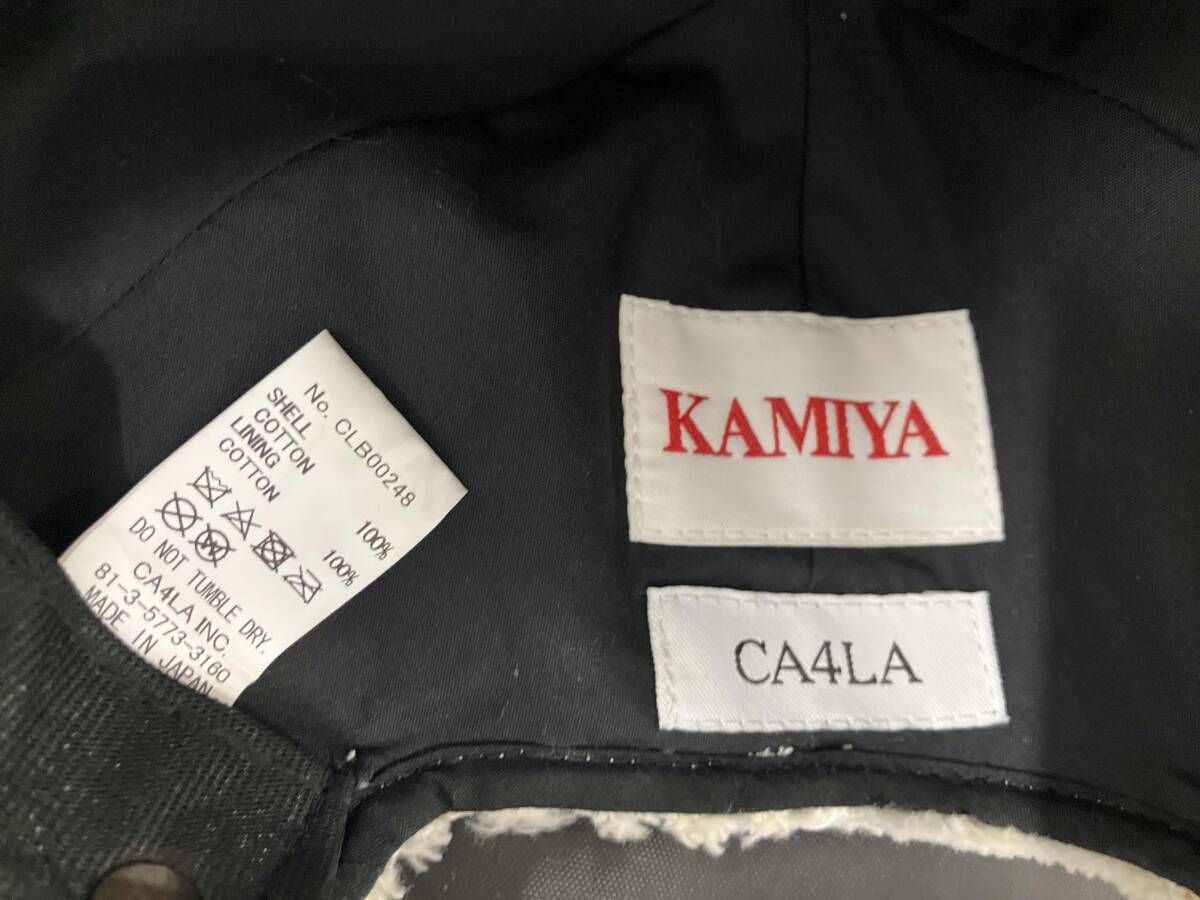 No. CLB00248
SHELL
COTTON 100%
LINING
COTTON 100%
DO NOT TUMBLE DRY.
CA4LA INC.
81-3-5773-3160
MADE IN JAPAN
KAMIYA
CA4LA